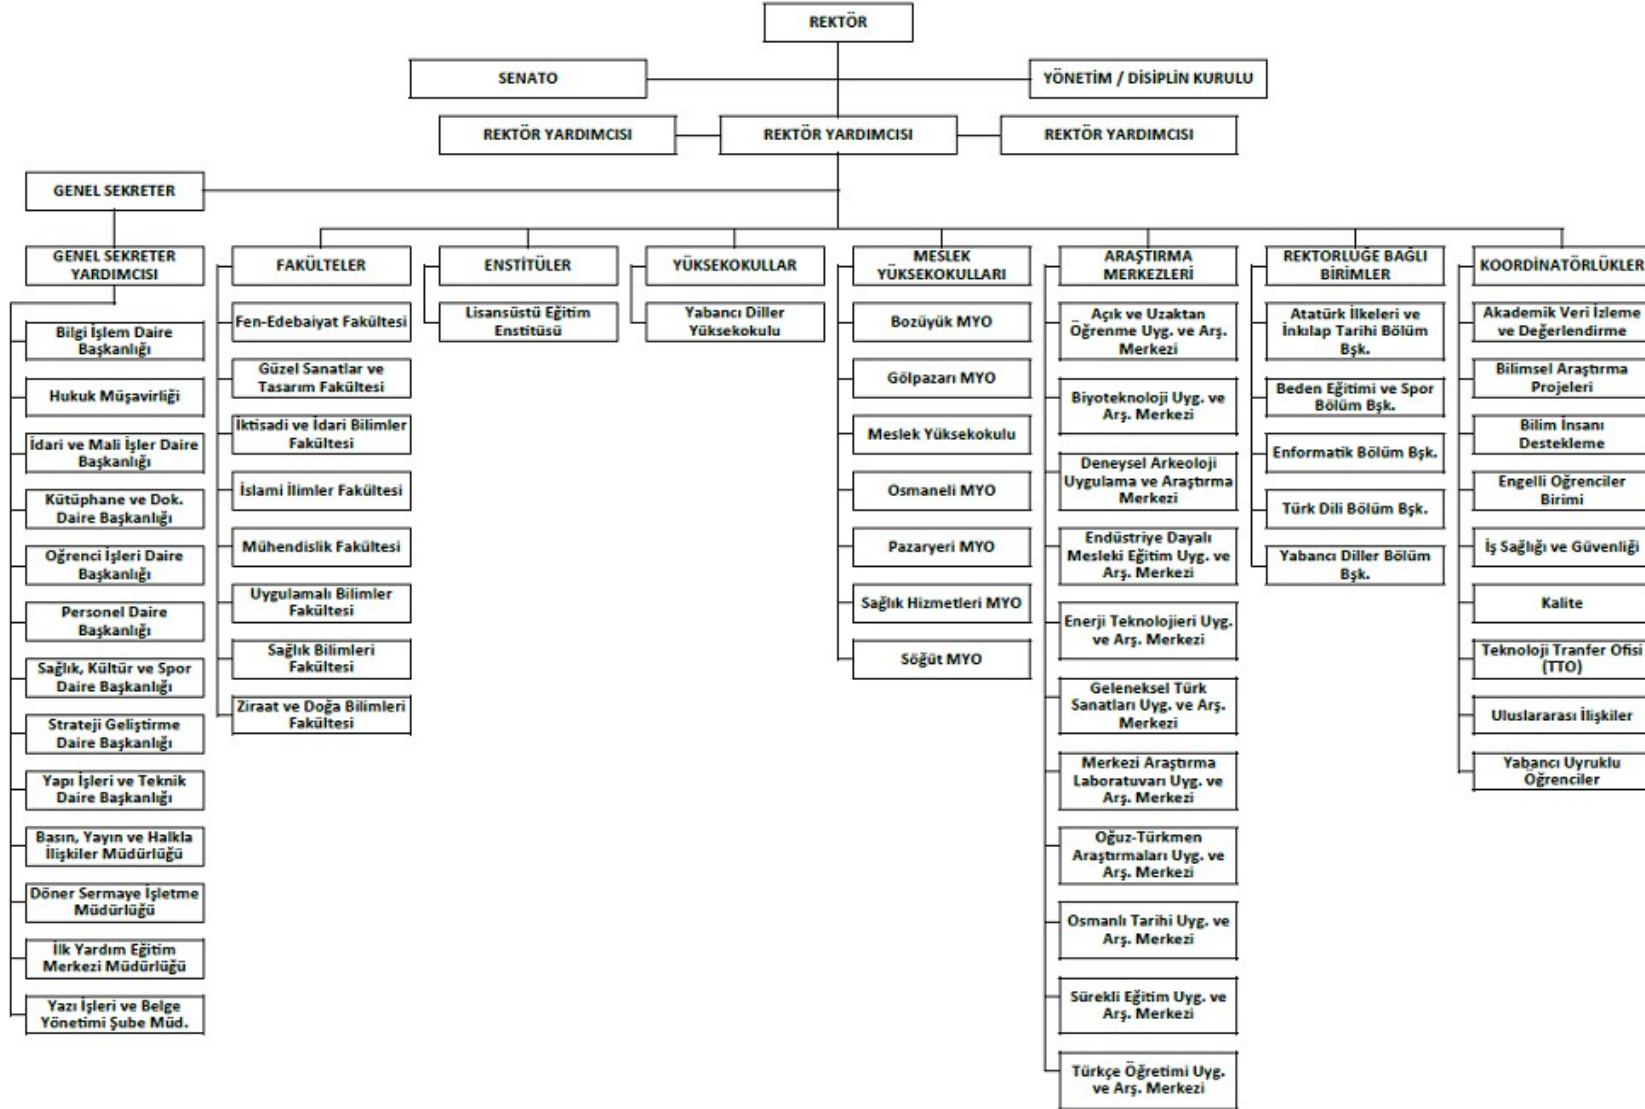 REKTÖR
SENATO
YÖNETİM / DİSİPLİN KURULU
REKTÖR YARDIMCISI
REKTÖR YARDIMCISI
REKTÖR YARDIMCISI
GENEL SEKRETER
GENEL SEKRETER
YARDIMCISI
Bilgi İşlem Daire
Başkanlığı
Hukuk Müşavirliği
İdari ve Mali İşler Daire
Başkanlığı
Kütüphane ve Dok.
Daire Başkanlığı
Öğrenci İşleri Daire
Başkanlığı
Personel Daire
Başkanlığı
Sağlık, Kültür ve Spor
Daire Başkanlığı
Strateji Geliştirme
Daire Başkanlığı
Yapı İşleri ve Teknik
Daire Başkanlığı
Basın, Yayın ve Halkla
İlişkiler Müdürlüğü
Döner Sermaye İşletme
Müdürlüğü
İlk Yardım Eğitim
Merkezi Müdürlüğü
Yazı İşleri ve Belge
Yönetimi Şube Müd.
FAKÜLTELER
Fen-Edebaiyat Fakültesi
Güzel Sanatlar ve
Tasarım Fakültesi
İktisadi ve İdari Bilimler
Fakültesi
İslami İlimler Fakültesi
Mühendislik Fakültesi
Uygulamalı Bilimler
Fakültesi
Sağlık Bilimleri
Fakültesi
Ziraat ve Doğa Bilimleri
Fakültesi
ENSTİTÜLER
Lisansüstü Eğitim
Enstitüsü
YÜKSEKOKULLAR
Yabancı Diller
Yüksekokulu
MESLEK
YÜKSEKOKULLARI
Bozüyük MYO
Gölpazarı MYO
Meslek Yüksekokulu
Osmaneli MYO
Pazaryeri MYO
Sağlık Hizmetleri MYO
Söğüt MYO
ARAŞTIRMA
MERKEZLERİ
Açık ve Uzaktan
Öğrenme Uyg. ve Arş.
Merkezi
Biyoteknoloji Uyg. ve
Arş. Merkezi
Deneysel Arkeoloji
Uygulama ve Araştırma
Merkezi
Endüstriye Dayalı
Mesleki Eğitim Uyg. ve
Arş. Merkezi
Enerji Teknolojieri Uyg.
ve Arş. Merkezi
Geleneksel Türk
Sanatları Uyg. ve Arş.
Merkezi
Merkezi Araştırma
Laboratuvarı Uyg. ve
Arş. Merkezi
Oğuz-Türkmen
Araştırmaları Uyg. ve
Arş. Merkezi
Osmanlı Tarihi Uyg. ve
Arş. Merkezi
Sürekli Eğitim Uyg. ve
Arş. Merkezi
Türkçe Öğretimi Uyg.
ve Arş. Merkezi
REKTÖRLÜĞE BAĞLI
BİRİMLER
Atatürk İlkeleri ve
İnkılap Tarihi Bölüm
Bşk.
Beden Eğitimi ve Spor
Bölüm Bşk.
Enformatik Bölüm Bşk.
Türk Dili Bölüm Bşk.
Yabancı Diller Bölüm
Bşk.
KOORDİNATÖRLÜKLER
Akademik Veri İzleme
ve Değerlendirme
Bilimsel Araştırma
Projeleri
Bilim İnsanı
Destekleme
Engelli Öğrenciler
Birimi
İş Sağlığı ve Güvenliği
Kalite
Teknoloji Tranfer Ofisi
(TTO)
Uluslararası İlişkiler
Yabancı Uyruklu
Öğrenciler